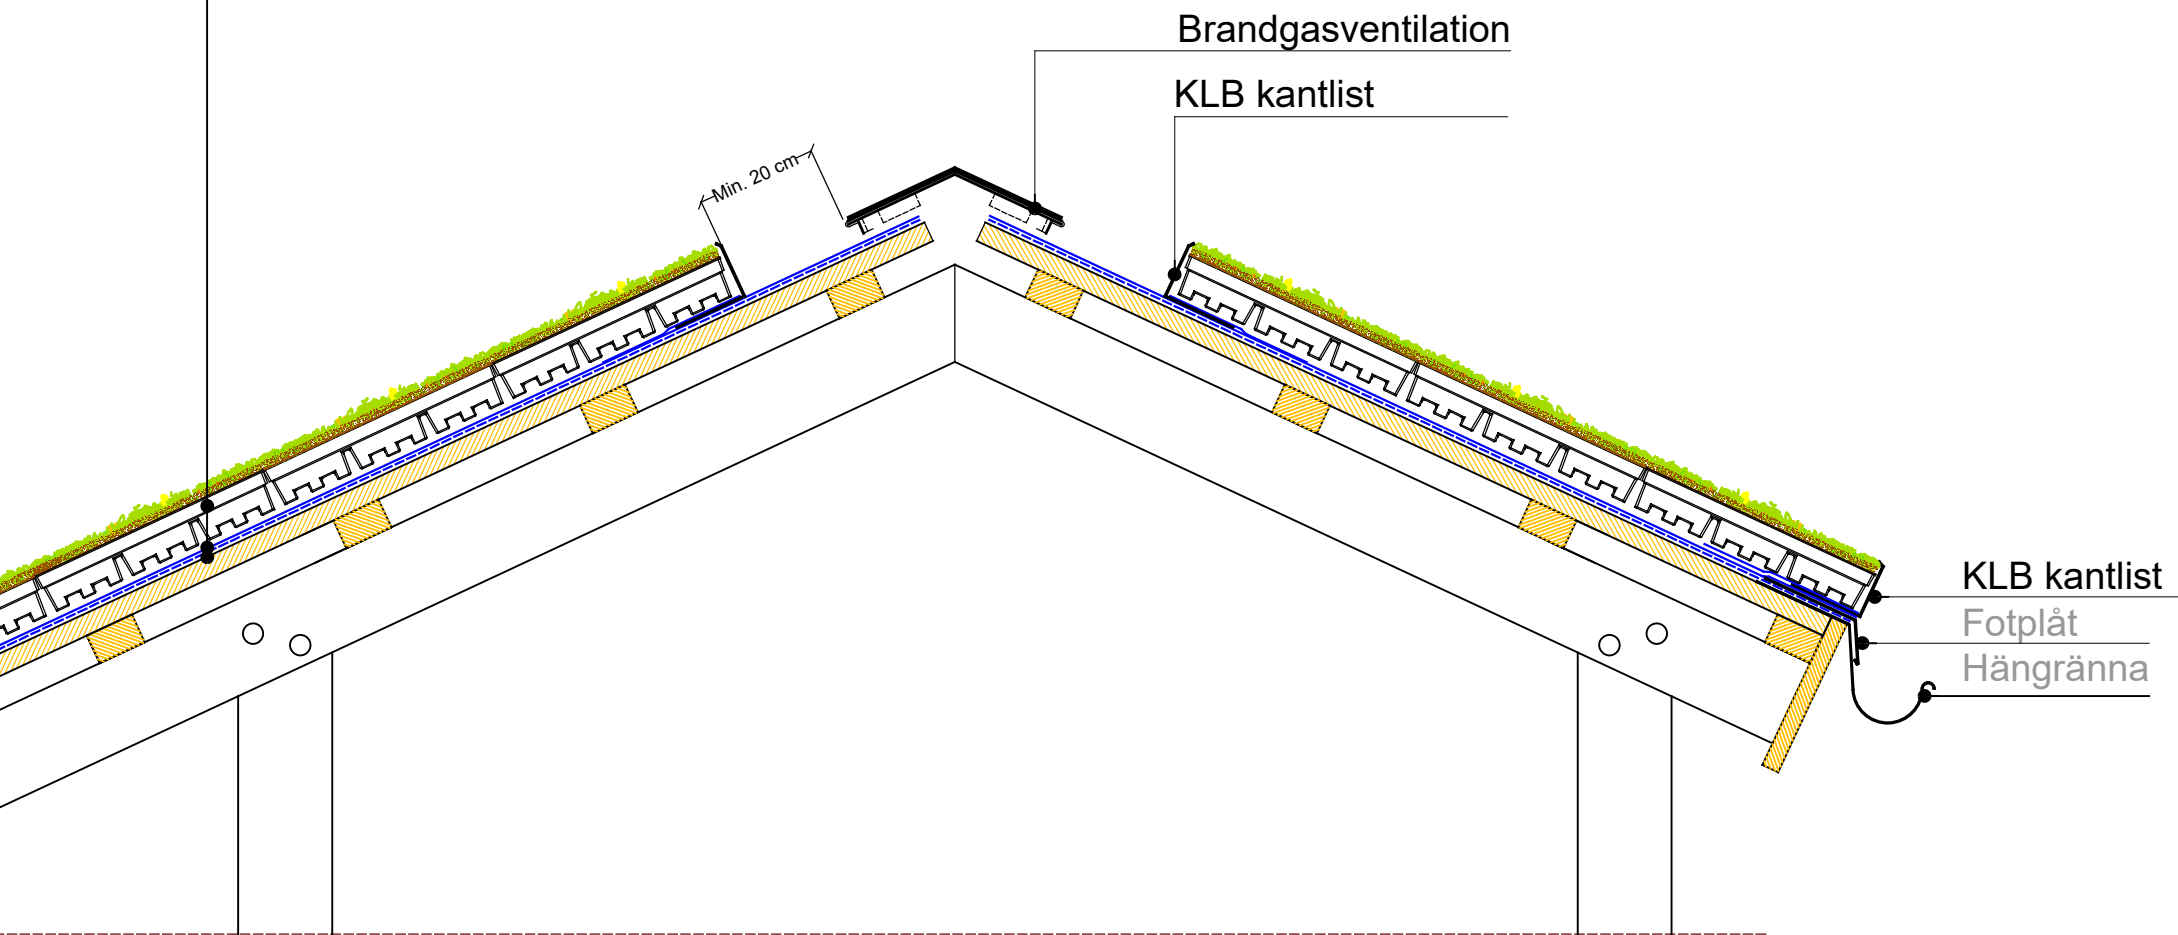 Brandgasventilation
KLB kantlist
Min. 20 cm
KLB kantlist
Fotplåt
Hängränna